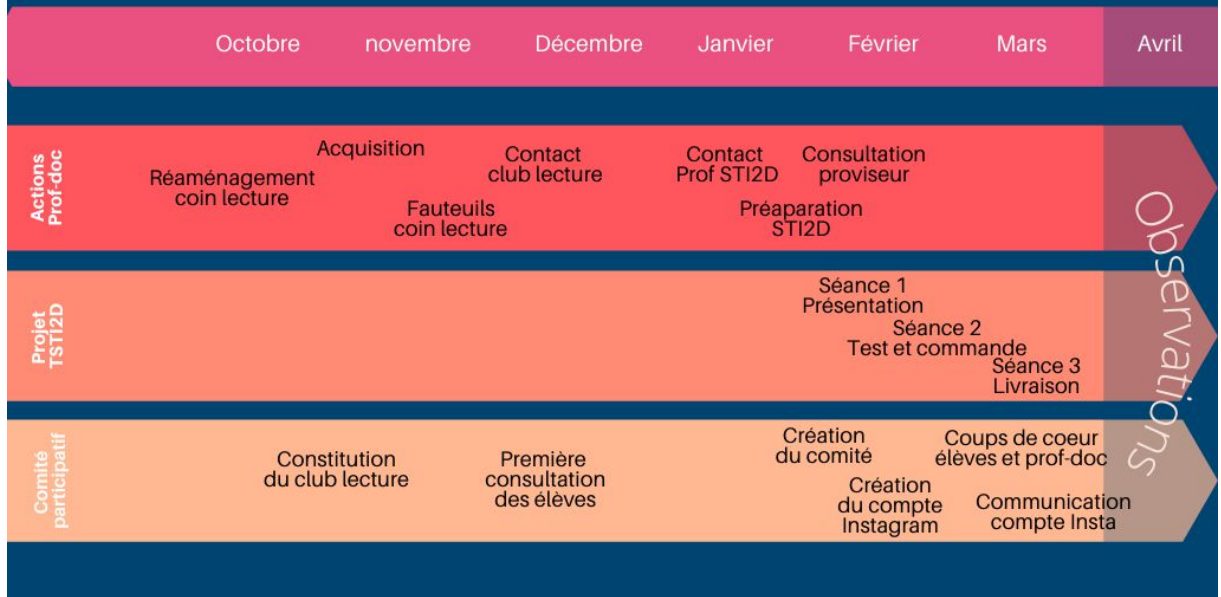 Octobre novembre Décembre Janvier Février Mars Avril
Actions
Prof-doc
Réaménagement
coin lecture
Acquisition
Fauteuils
coin lecture
Contact
club lecture
Contact
Prof STI2D
Préaparation
STI2D
Consultation
proviseur
Projet
TSTI2D
Séance 1
Présentation
Séance 2
Test et commande
Séance 3
Livraison
Comité
participatif
Constitution
du club lecture
Première
consultation
des élèves
Création
du comité
Création
du compte
Instagram
Coups de coeur
élèves et prof-doc
Communication
compte Insta
Observations